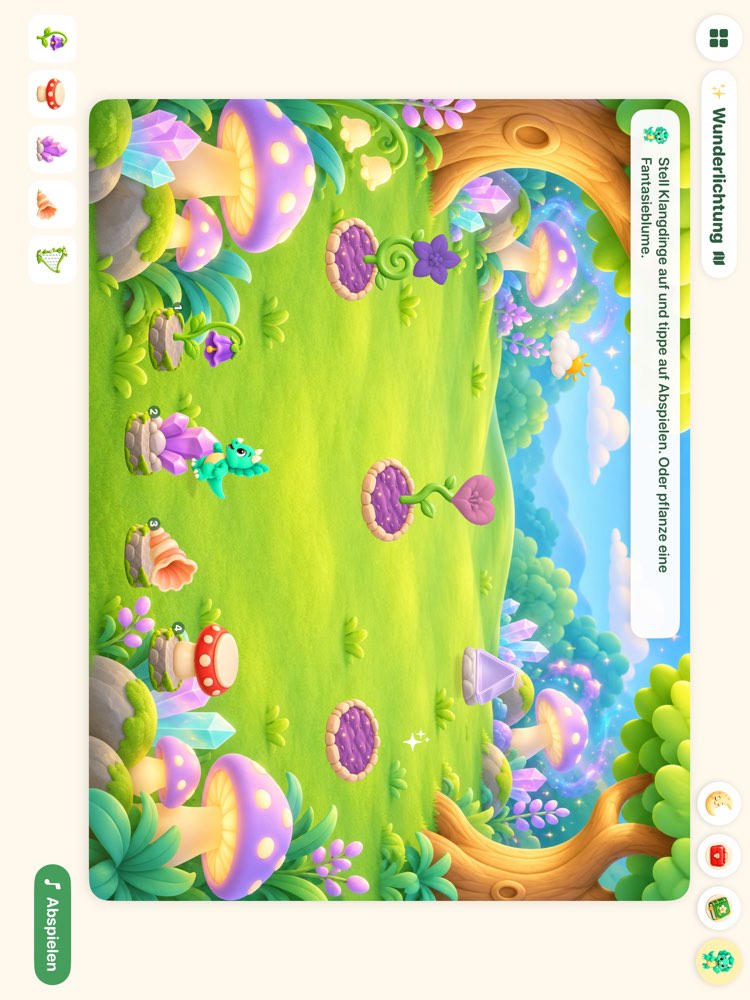 Wunderlichtung
Stell Klangdinge auf und tippe auf Abspielen. Oder pflanze eine
Fantasieblume.
1
2
3
4
Abspielen